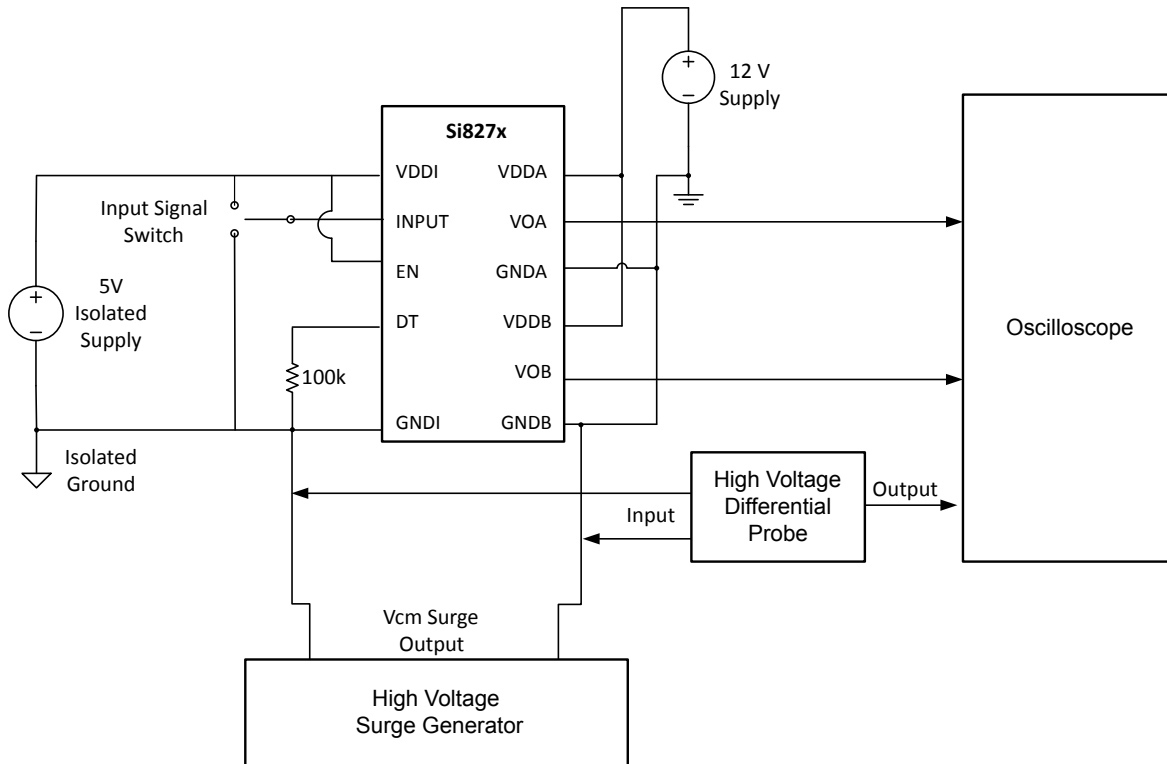 12 V
Supply
Si827x
VDDI
VDDA
Input Signal
Switch
INPUT
VOA
EN
GNDA
5V
Isolated
Supply
+
−
+
−
DT
VDDB
Oscilloscope
100k
VOB
GNDI
GNDB
Isolated
Ground
High Voltage
Differential
Probe
Input
Output
Vcm Surge
Output
High Voltage
Surge Generator